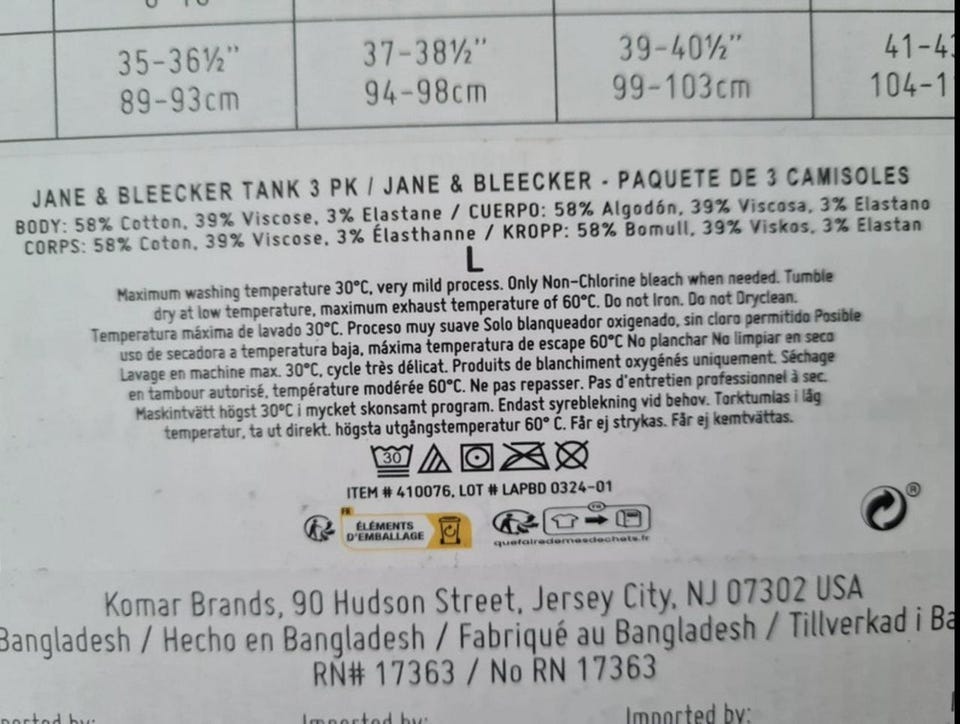 35-36½" 37-38½" 39-40½"
89-93cm 94-98cm 99-103cm
JANE & BLEECKER TANK 3 PK / JANE & BLEECKER - PAQUETE DE 3 CAMISOLES
BODY: 58% Cotton, 39% Viscose, 3% Elastane / CUERPO: 58% Algodón, 39% Viscosa, 3% Elastano
CORPS: 58% Coton, 39% Viscose, 3% Élasthanne / KROPP: 58% Bomull, 39% Viskos, 3% Elastan
L
Maximum washing temperature 30°C, very mild process. Only Non-Chlorine bleach when needed. Tumble
dry at low temperature, maximum exhaust temperature of 60°C. Do not Iron. Do not Dryclean.
Temperatura máxima de lavado 30°C. Proceso muy suave Solo blanqueador oxigenado, sin cloro permitido Posible
uso de secadora a temperatura baja, máxima temperatura de escape 60°C No planchar No limpiar en seco
Lavage en machine max. 30°C, cycle très délicat. Produits de blanchiment oxygénés uniquement. Séchage
en tambour autorisé, température modérée 60°C. Ne pas repasser. Pas d'entretien professionnel à sec.
Maskintvätt högst 30°C i mycket skonsamt program. Endast syreblekning vid behov. Torktumlas i låg
temperatur, ta ut direkt. högsta utgångstemperatur 60° C. Får ej strykas. Får ej kemtvättas.
30
ITEM # 410076, LOT # LAPBD 0324-01
FR
ÉLÉMENTS
D'EMBALLAGE
quefairedemesdechets.fr
®
Komar Brands, 90 Hudson Street, Jersey City, NJ 07302 USA
Bangladesh / Hecho en Bangladesh / Fabriqué au Bangladesh / Tillverkad i Ba
RN# 17363 / No RN 17363
Imported by: Imported by: